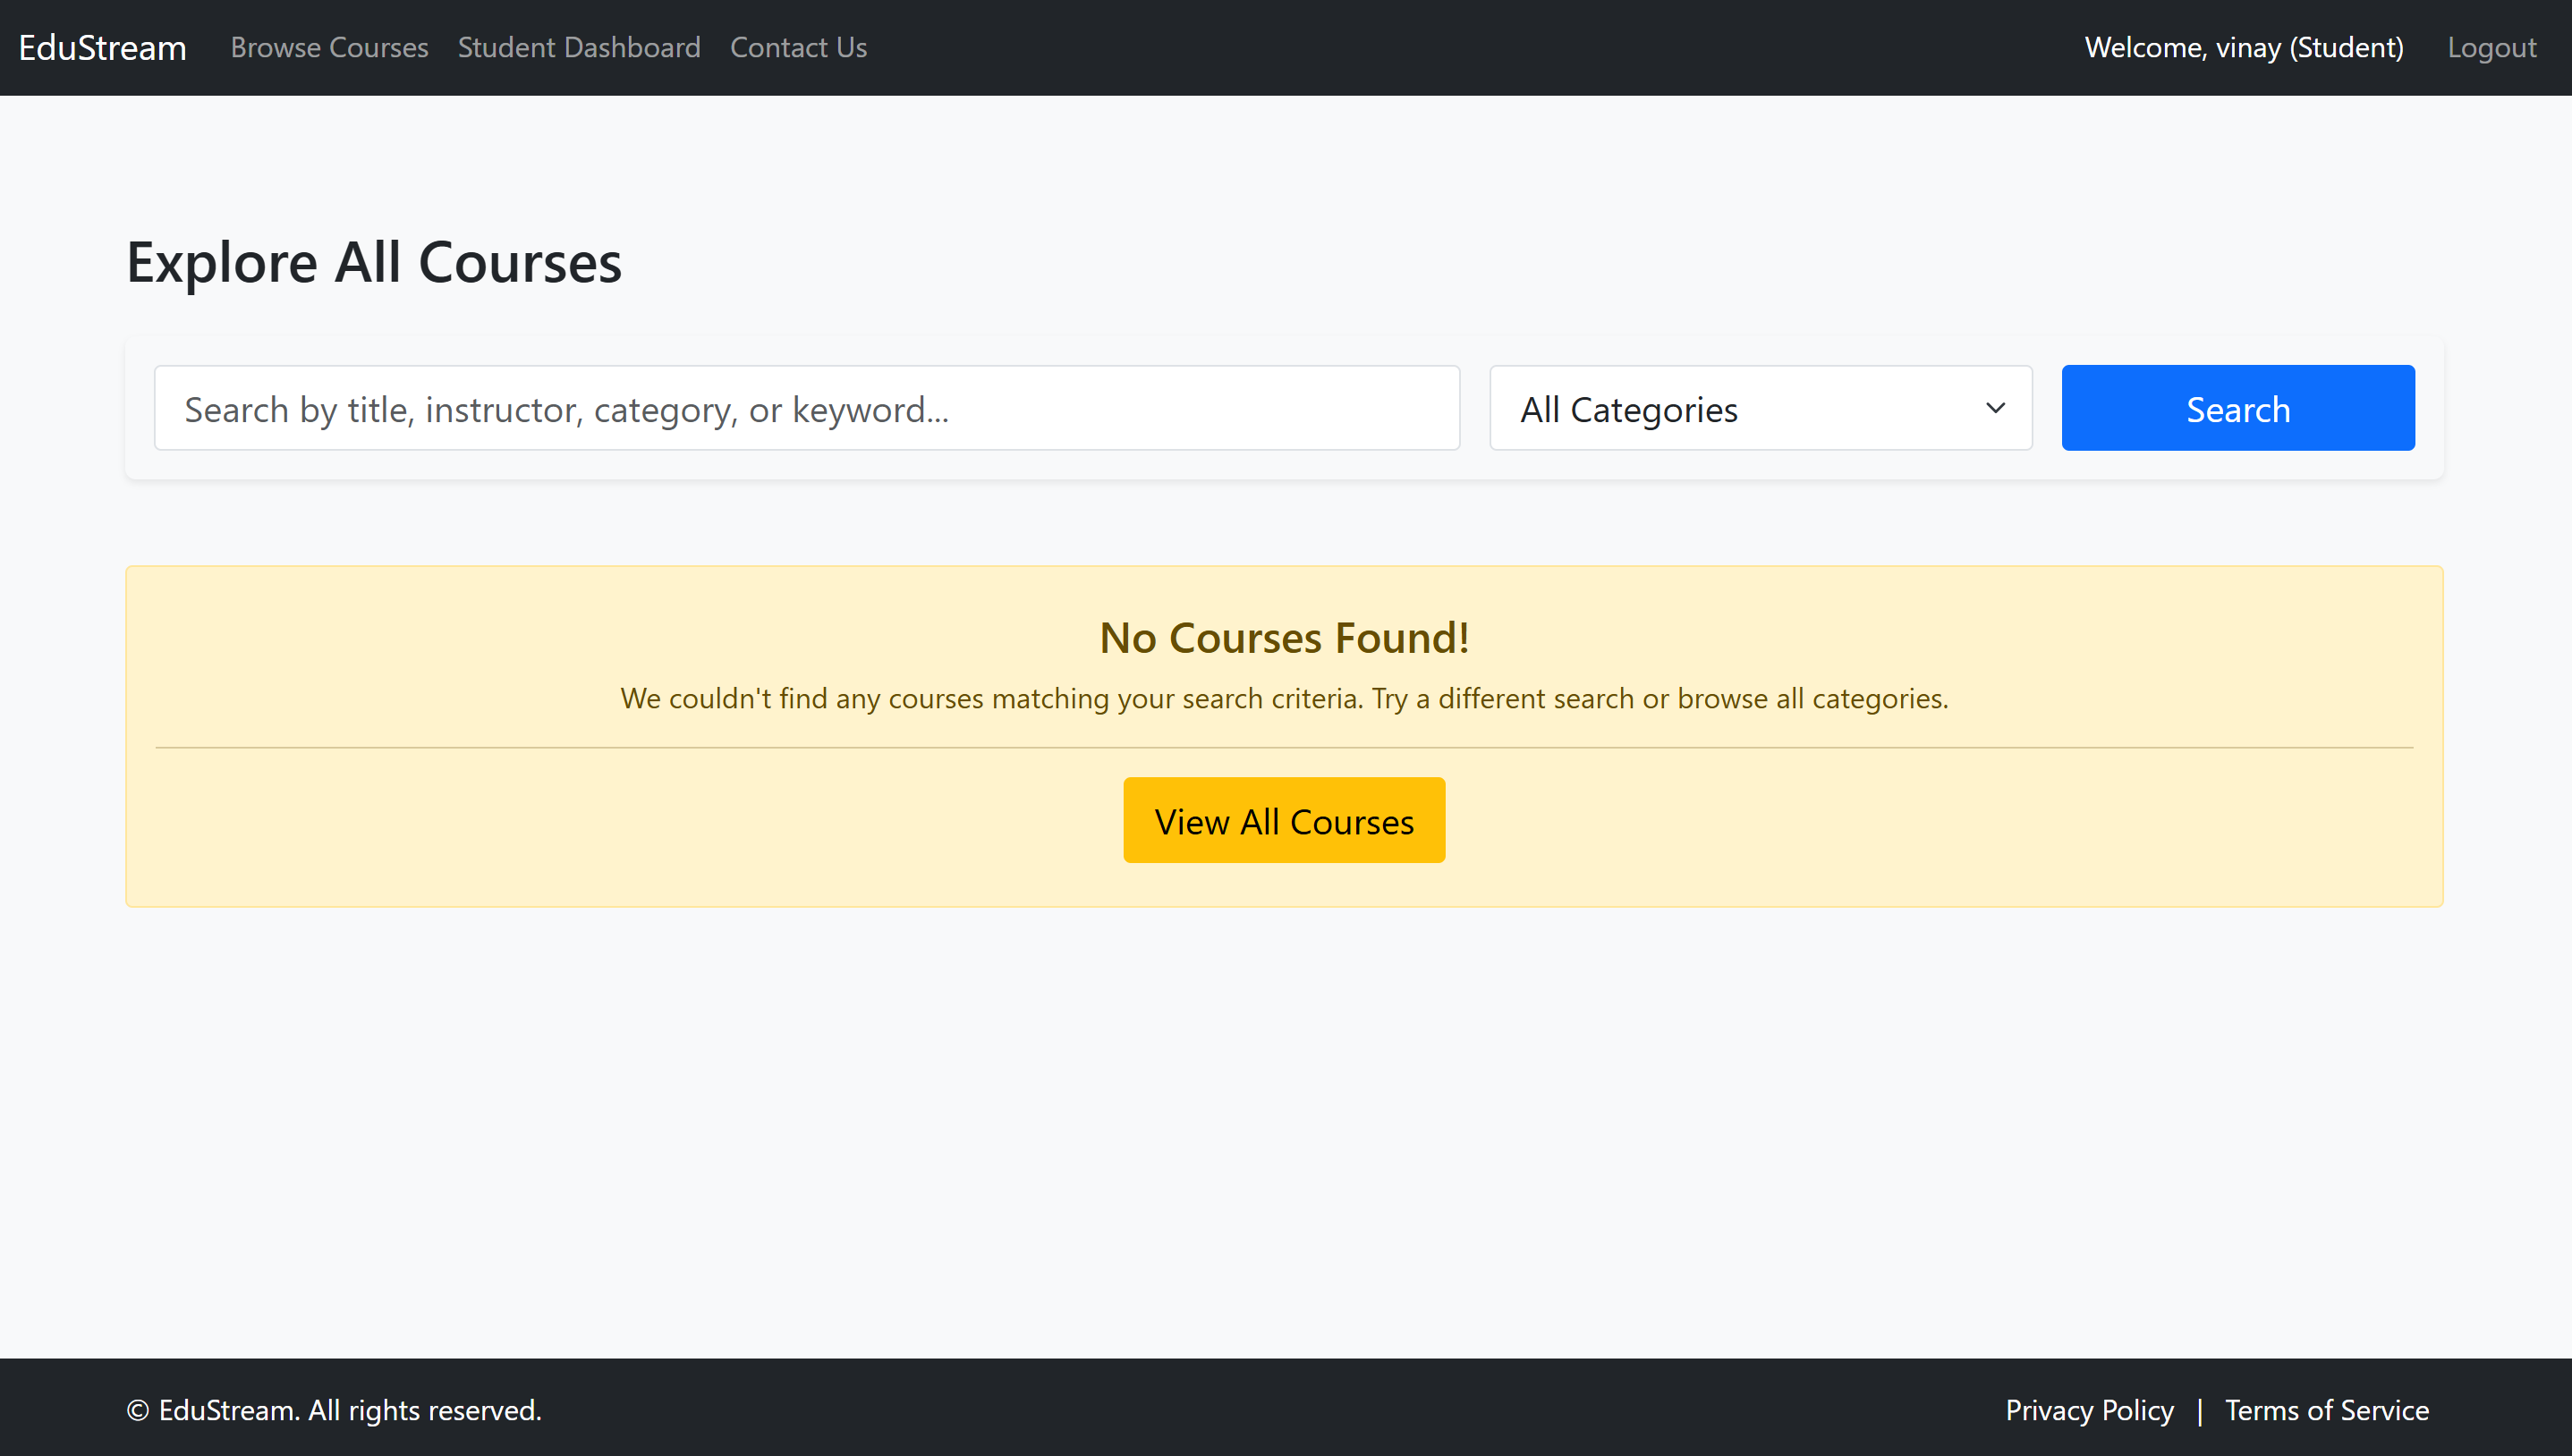 EduStream Browse Courses Student Dashboard Contact Us Welcome, vinay (Student) Logout
Explore All Courses
Search by title, instructor, category, or keyword... All Categories Search
No Courses Found!
We couldn't find any courses matching your search criteria. Try a different search or browse all categories.
View All Courses
© EduStream. All rights reserved. Privacy Policy | Terms of Service